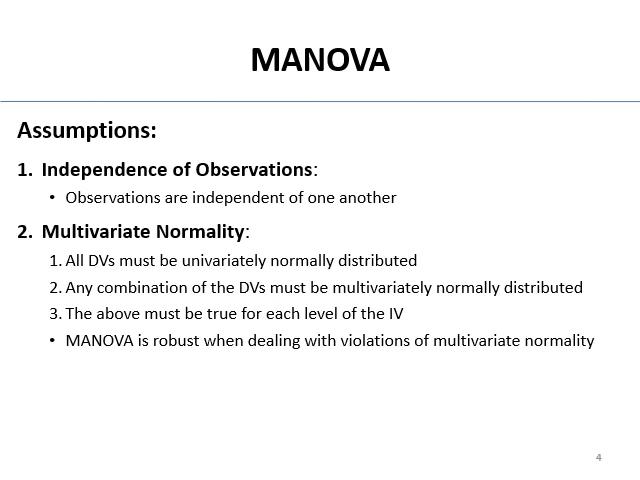 MANOVA
Assumptions:
1. Independence of Observations:
• Observations are independent of one another
2. Multivariate Normality:
1. All DVs must be univariately normally distributed
2. Any combination of the DVs must be multivariately normally distributed
3. The above must be true for each level of the IV
• MANOVA is robust when dealing with violations of multivariate normality
4